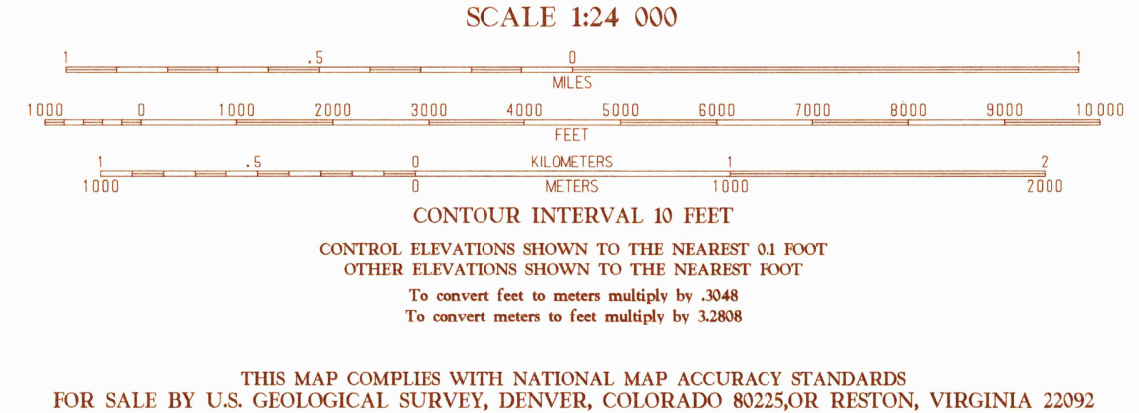 SCALE 1:24 000
1 .5 0 1
MILES
1000 0 1000 2000 3000 4000 5000 6000 7000 8000 9000 10 000
FEET
1 .5 0 KILOMETERS 1 2
1000 0 METERS 1000 2000
CONTOUR INTERVAL 10 FEET
CONTROL ELEVATIONS SHOWN TO THE NEAREST 0.1 FOOT
OTHER ELEVATIONS SHOWN TO THE NEAREST FOOT
To convert feet to meters multiply by .3048
To convert meters to feet multiply by 3.2808
THIS MAP COMPLIES WITH NATIONAL MAP ACCURACY STANDARDS
FOR SALE BY U.S. GEOLOGICAL SURVEY, DENVER, COLORADO 80225,OR RESTON, VIRGINIA 22092